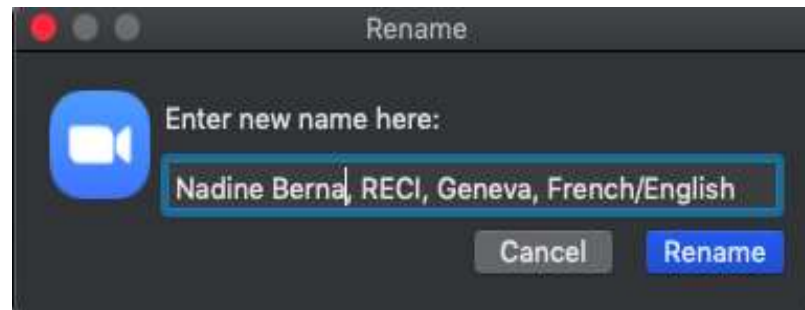 Rename
Enter new name here:
Nadine Berna, RECI, Geneva, French/English
Cancel Rename